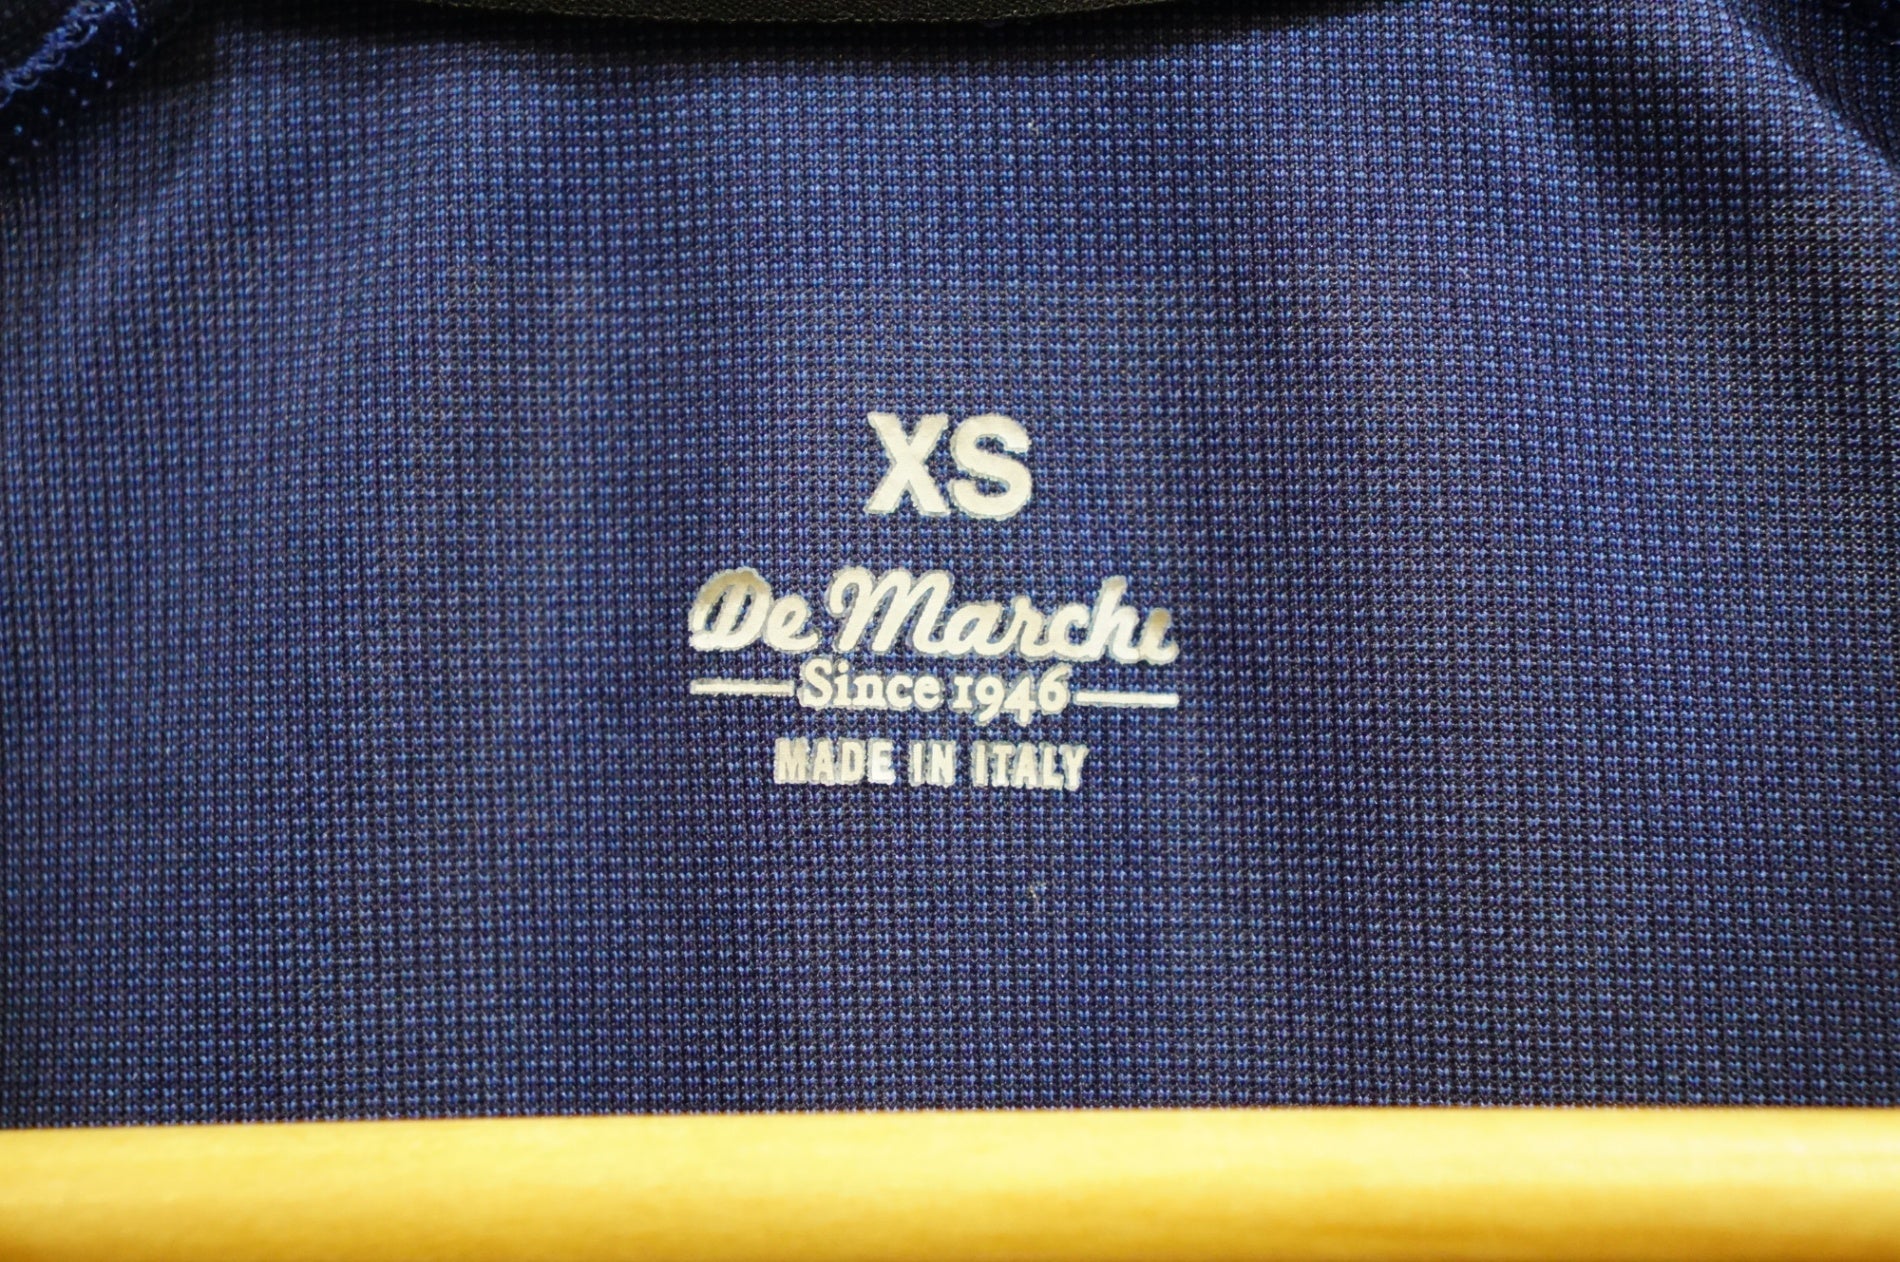 XS
De Marchi
Since 1946
MADE IN ITALY